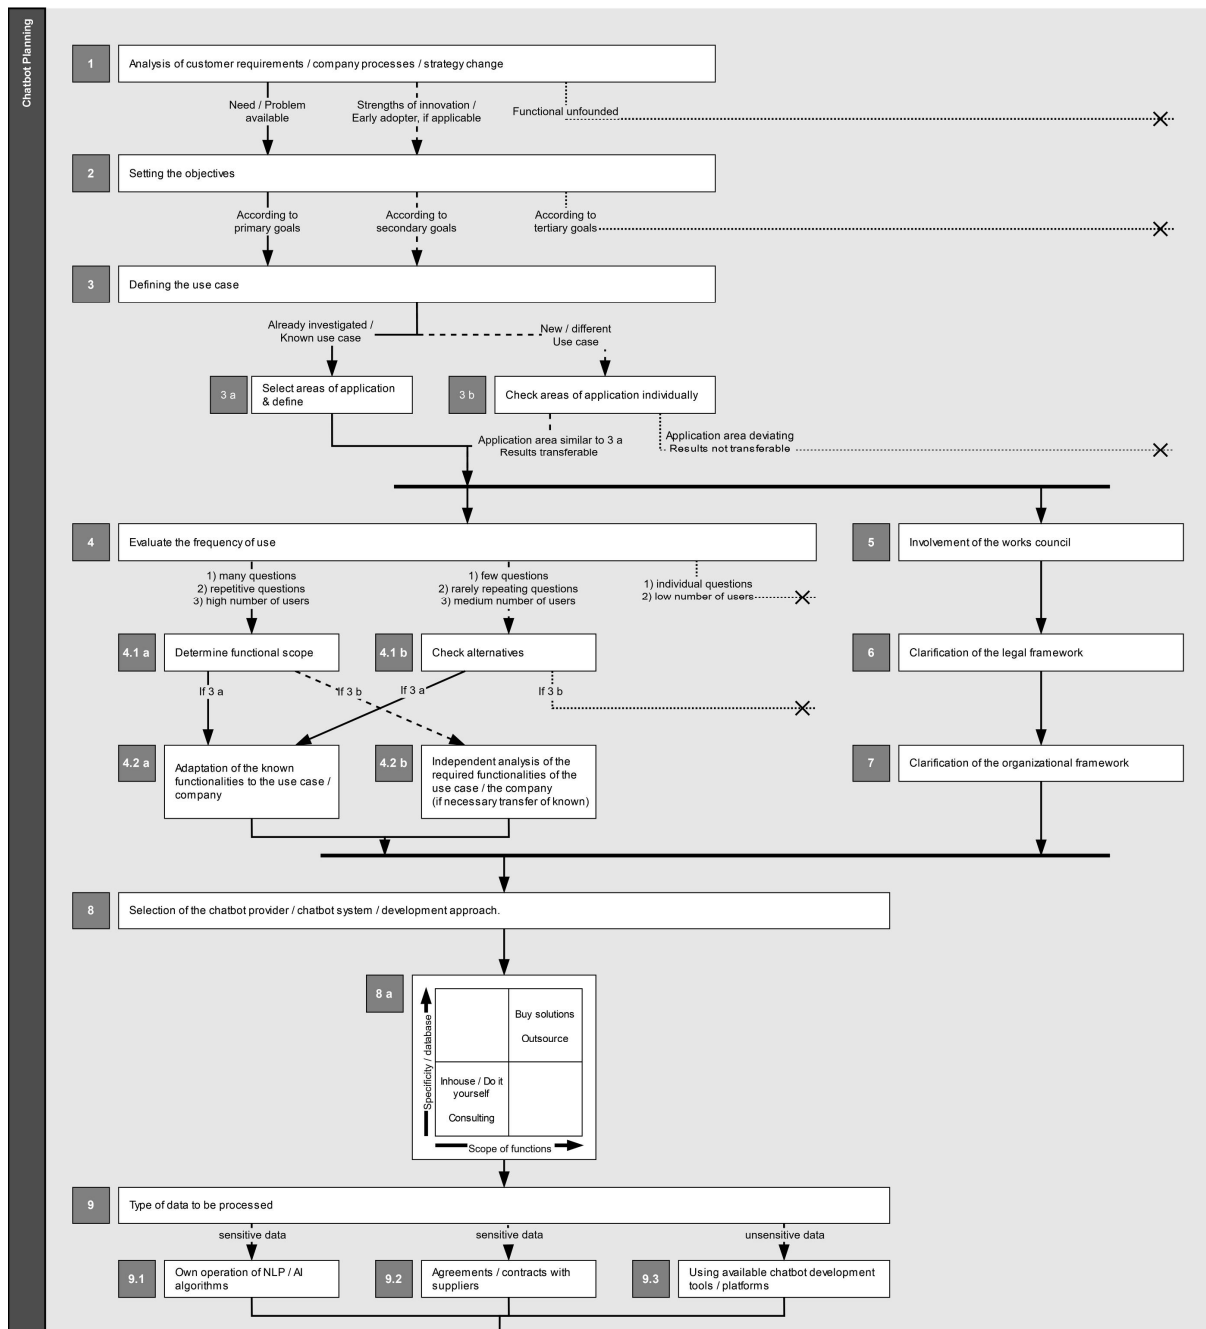 Chatbot Planning
1
Analysis of customer requirements / company processes / strategy change
Need / Problem
available
Strengths of innovation /
Early adopter, if applicable
Functional unfounded
2
Setting the objectives
According to
primary goals
According to
secondary goals
According to
tertiary goals
3
Defining the use case
Already investigated /
Known use case
New / different
Use case
3 a
Select areas of application
& define
3 b
Check areas of application individually
Application area similar to 3 a
Results transferable
Application area deviating
Results not transferable
4
Evaluate the frequency of use
5
Involvement of the works council
1) many questions
2) repetitive questions
3) high number of users
1) few questions
2) rarely repeating questions
3) medium number of users
1) individual questions
2) low number of users
4.1 a
Determine functional scope
4.1 b
Check alternatives
6
Clarification of the legal framework
If 3 a
If 3 b
If 3 a
If 3 b
4.2 a
Adaptation of the known
functionalities to the use case /
company
4.2 b
Independent analysis of the
required functionalities of the
use case / the company
(if necessary transfer of known)
7
Clarification of the organizational framework
8
Selection of the chatbot provider / chatbot system / development approach.
8 a
Specificity / database
Buy solutions
Outsource
Inhouse / Do it
yourself
Consulting
Scope of functions
9
Type of data to be processed
sensitive data
sensitive data
unsensitive data
9.1
Own operation of NLP / AI
algorithms
9.2
Agreements / contracts with
suppliers
9.3
Using available chatbot development
tools / platforms